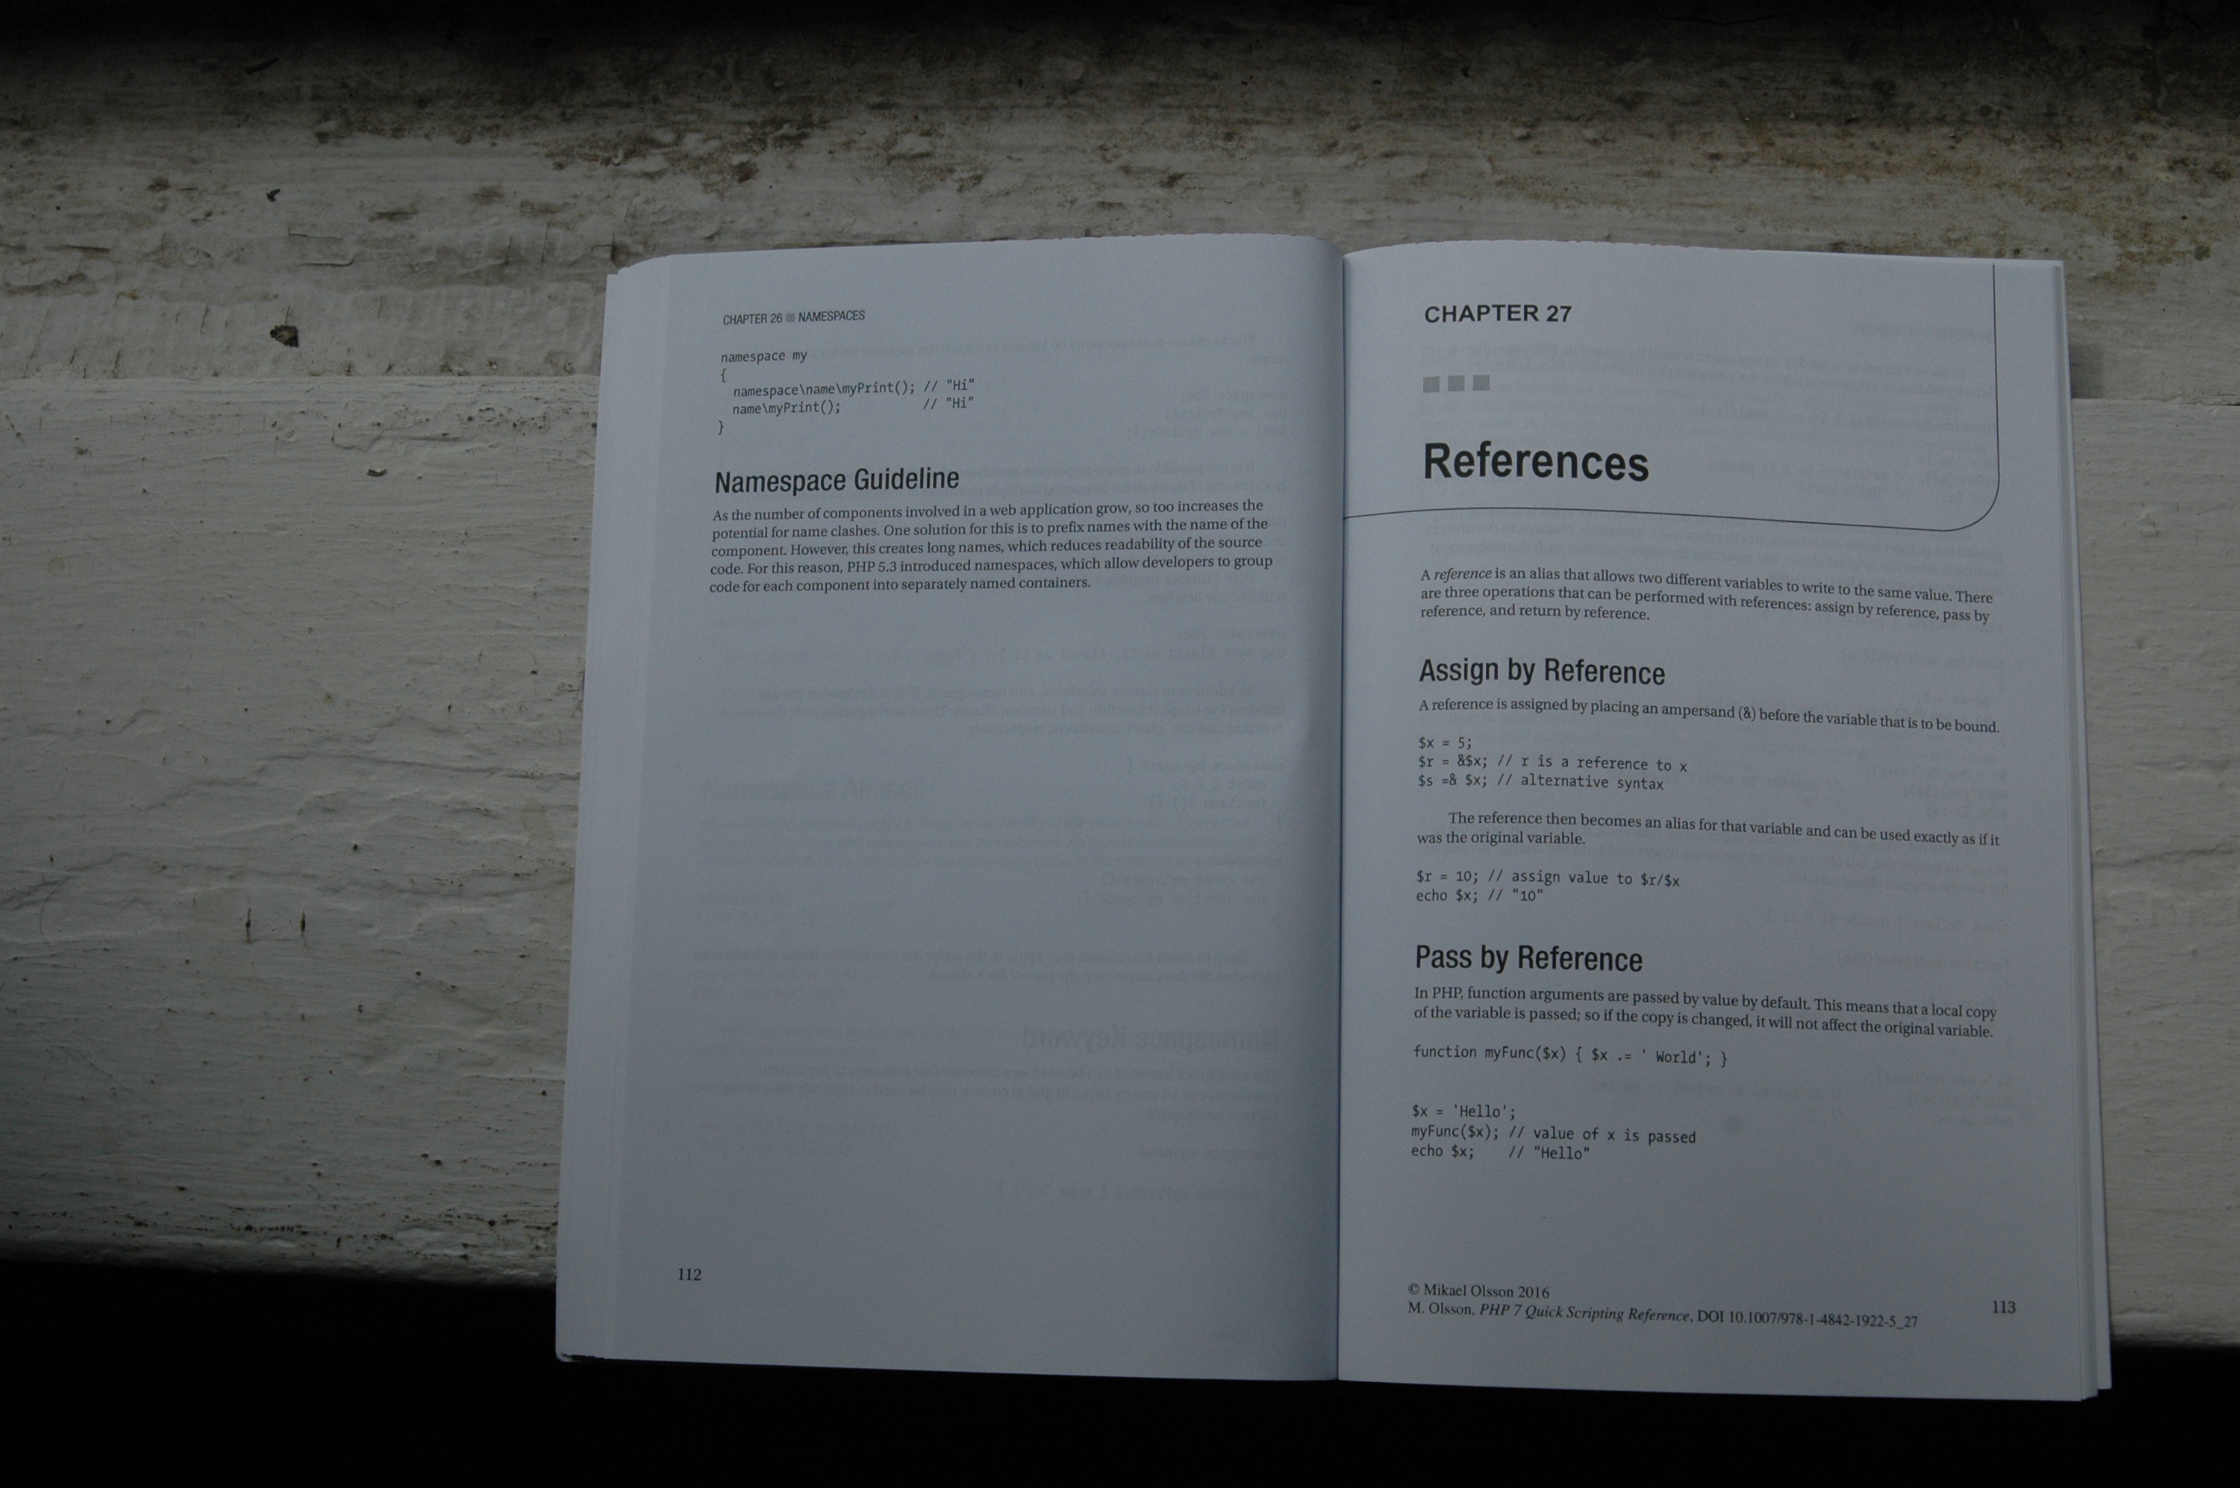 CHAPTER 26 ■ NAMESPACES
namespace my
{
  namespace\name\myPrint(); // "Hi"
  name\myPrint();           // "Hi"
}
Namespace Guideline
As the number of components involved in a web application grow, so too increases the
potential for name clashes. One solution for this is to prefix names with the name of the
component. However, this creates long names, which reduces readability of the source
code. For this reason, PHP 5.3 introduced namespaces, which allow developers to group
code for each component into separately named containers.
112
CHAPTER 27
References
A reference is an alias that allows two different variables to write to the same value. There
are three operations that can be performed with references: assign by reference, pass by
reference, and return by reference.
Assign by Reference
A reference is assigned by placing an ampersand (&) before the variable that is to be bound.
$x = 5;
$r = &$x; // r is a reference to x
$s =& $x; // alternative syntax
The reference then becomes an alias for that variable and can be used exactly as if it
was the original variable.
$r = 10; // assign value to $r/$x
echo $x; // "10"
Pass by Reference
In PHP, function arguments are passed by value by default. This means that a local copy
of the variable is passed; so if the copy is changed, it will not affect the original variable.
function myFunc($x) { $x .= ' World'; }
$x = 'Hello';
myFunc($x); // value of x is passed
echo $x;    // "Hello"
© Mikael Olsson 2016
M. Olsson, PHP 7 Quick Scripting Reference, DOI 10.1007/978-1-4842-1922-5_27
113